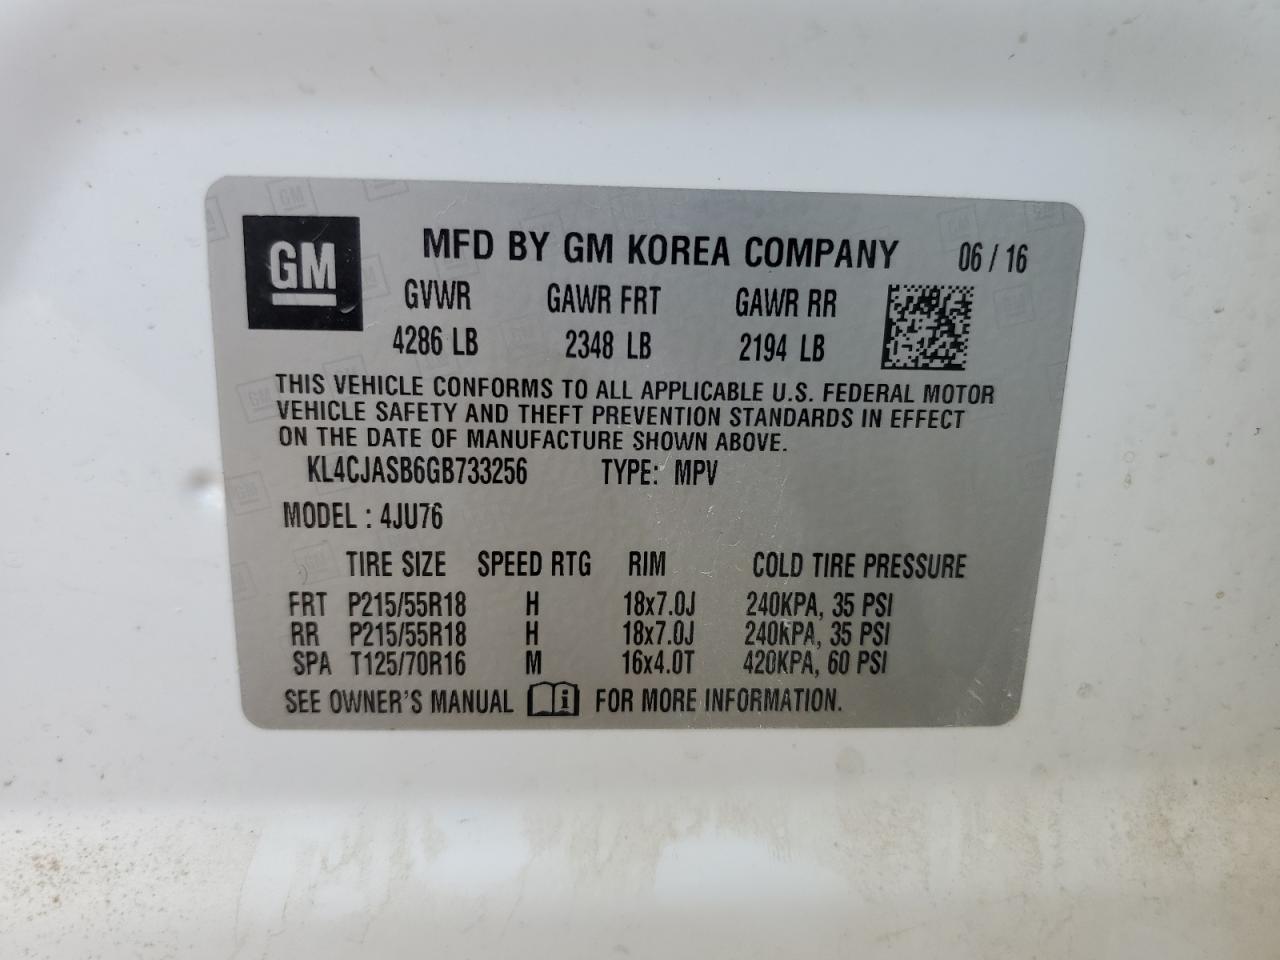 GM
MFD BY GM KOREA COMPANY 06 / 16
GVWR GAWR FRT GAWR RR
4286 LB 2348 LB 2194 LB
THIS VEHICLE CONFORMS TO ALL APPLICABLE U.S. FEDERAL MOTOR
VEHICLE SAFETY AND THEFT PREVENTION STANDARDS IN EFFECT
ON THE DATE OF MANUFACTURE SHOWN ABOVE.
KL4CJASB6GB733256 TYPE: MPV
MODEL : 4JU76
TIRE SIZE SPEED RTG RIM COLD TIRE PRESSURE
FRT P215/55R18 H 18x7.0J 240KPA, 35 PSI
RR P215/55R18 H 18x7.0J 240KPA, 35 PSI
SPA T125/70R16 M 16x4.0T 420KPA, 60 PSI
SEE OWNER'S MANUAL i FOR MORE INFORMATION.